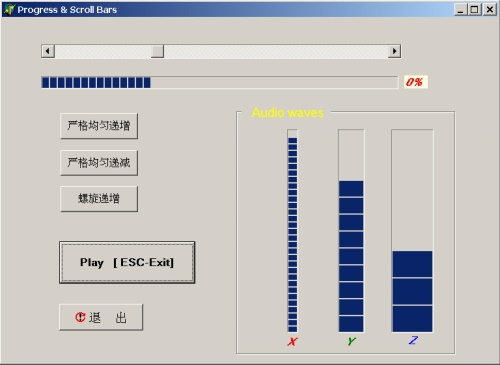 Progress & Scroll Bars
0%
严格均匀递增
Audio waves
严格均匀递减
螺旋递增
Play [ ESC-Exit]
退 出
X Y Z